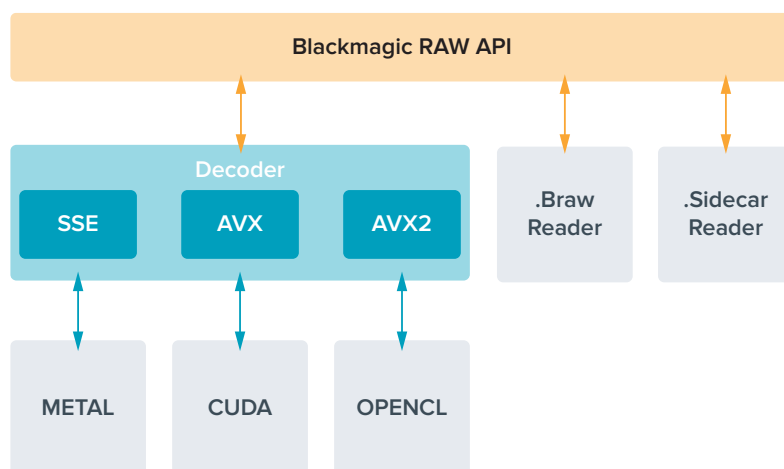 Blackmagic RAW API
Decoder
SSE
AVX
AVX2
.Braw
Reader
.Sidecar
Reader
METAL
CUDA
OPENCL